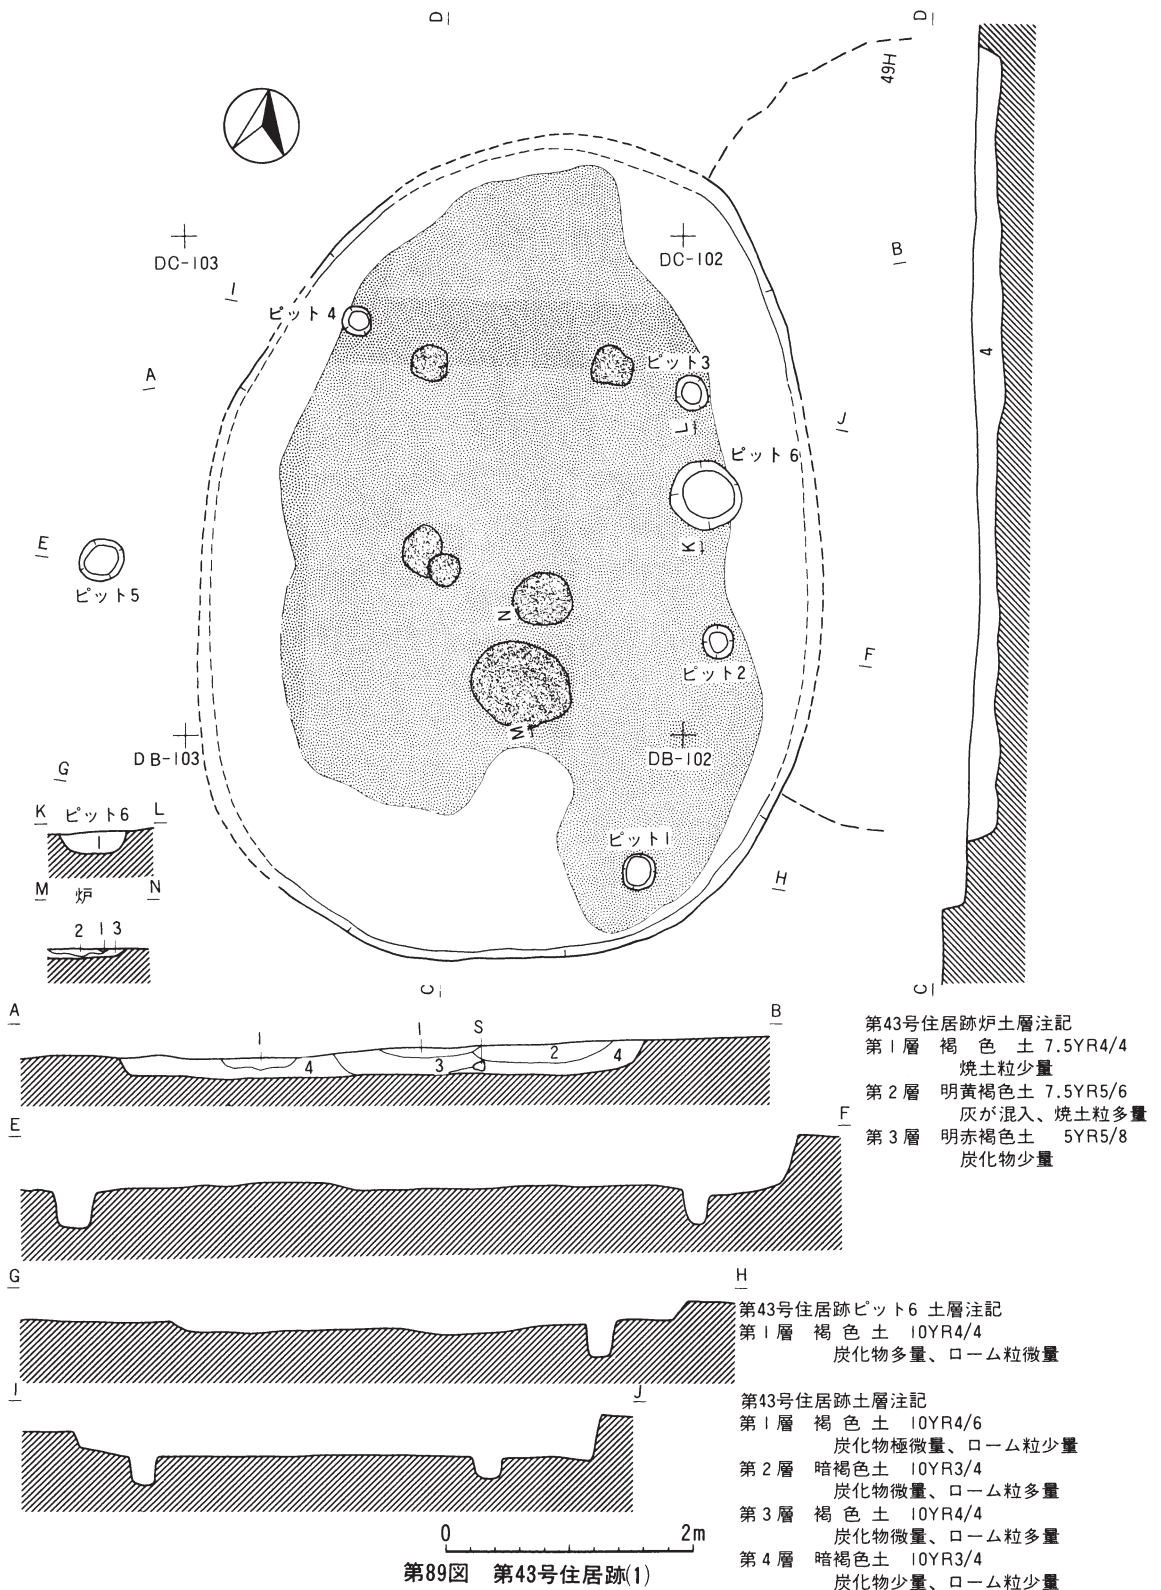 D
D
49H
DC-103
DC-102
B
I
ピット4
A
ピット3
L
J
ピット6
K
E
ピット5
N
ピット2
F
M
DB-103
DB-102
G
K ピット6 L
1
ピット1
M 炉 N
H
2 1 3
4
C
C
A
B
1
1
S
2
4
3
4
第43号住居跡炉土層注記
第1層 褐色土 7.5YR4/4
焼土粒少量
第2層 明黄褐色土 7.5YR5/6
灰が混入、焼土粒多量
第3層 明赤褐色土 5YR5/8
炭化物少量
E
F
G
H
第43号住居跡ピット6 土層注記
第1層 褐色土 10YR4/4
炭化物多量、ローム粒微量
I
J
第43号住居跡土層注記
第1層 褐色土 10YR4/6
炭化物極微量、ローム粒少量
第2層 暗褐色土 10YR3/4
炭化物微量、ローム粒多量
第3層 褐色土 10YR4/4
炭化物微量、ローム粒多量
第4層 暗褐色土 10YR3/4
炭化物少量、ローム粒少量
0 2m
第89図 第43号住居跡(1)